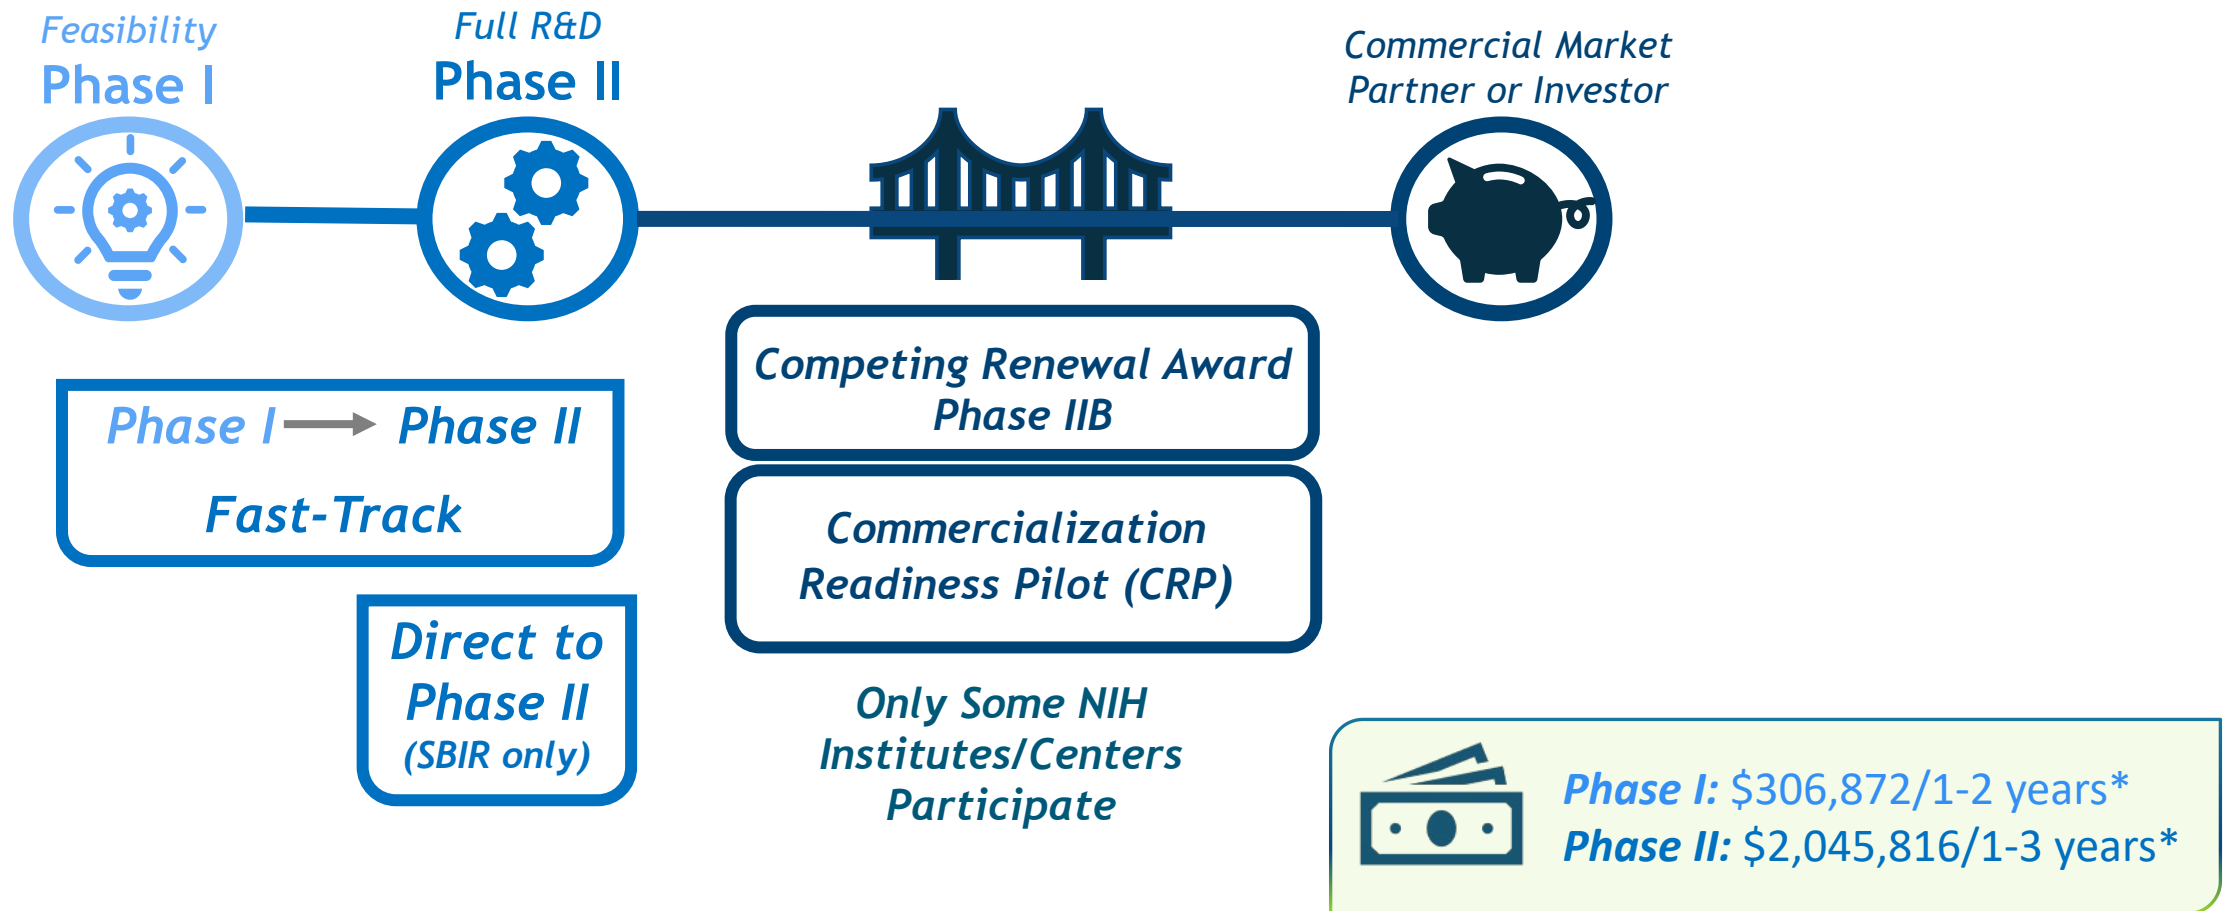 Feasibility
Phase I
Full R&D
Phase II
Commercial Market
Partner or Investor
Phase I
Phase II
Fast-Track
Direct to
Phase II
(SBIR only)
Competing Renewal Award
Phase IIB
Commercialization
Readiness Pilot (CRP)
Only Some NIH
Institutes/Centers
Participate
Phase I: $306,872/1-2 years*
Phase II: $2,045,816/1-3 years*